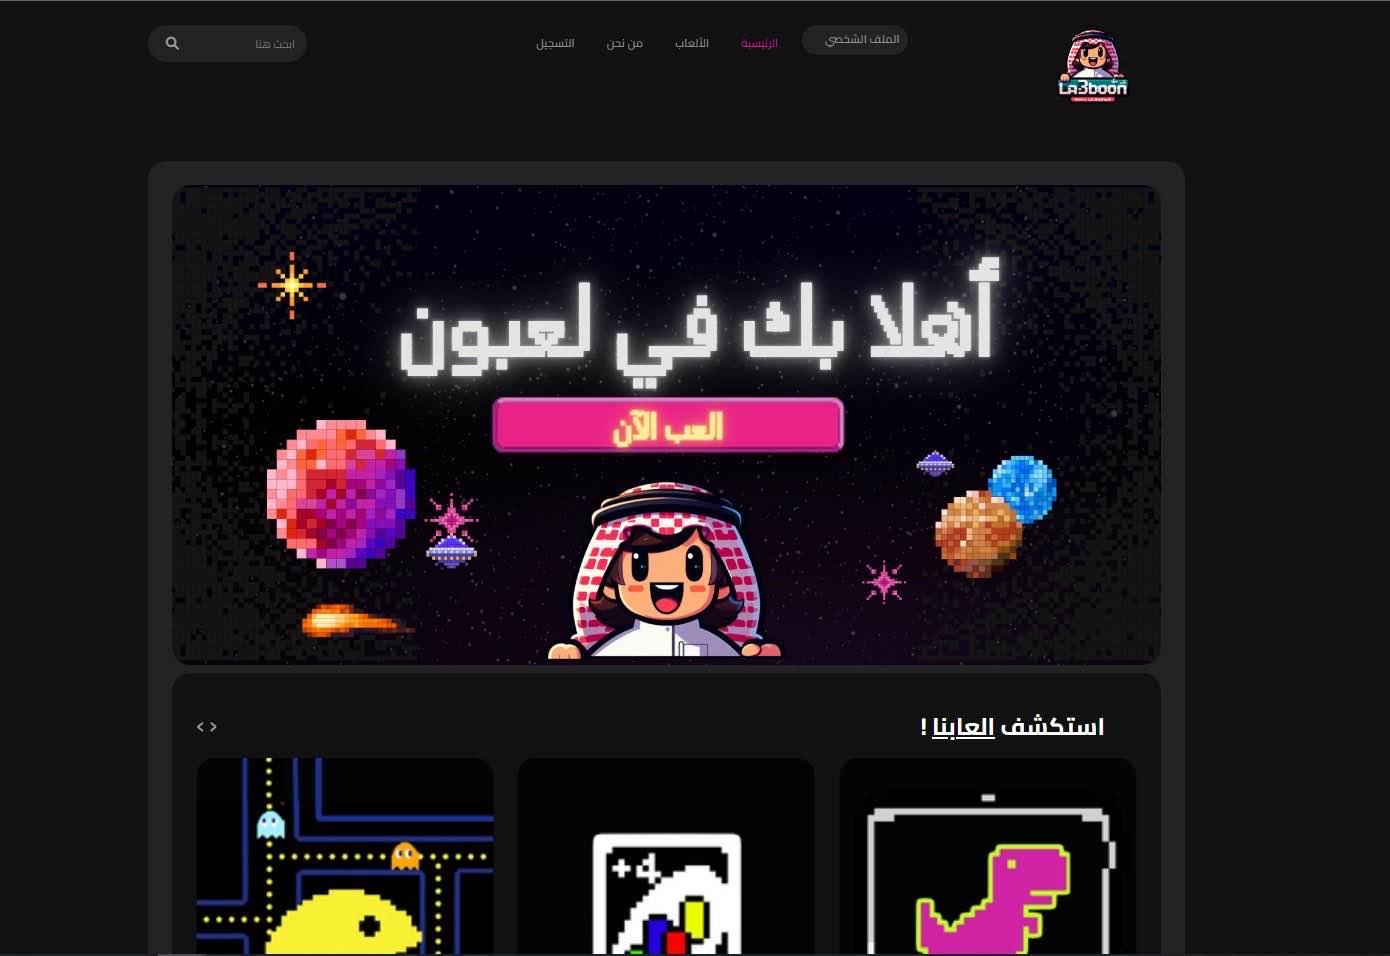 La3boon
الملف الشخصي
الرئيسية
الألعاب
من نحن
التسجيل
ابحث هنا
أهلا بك في لعبون
العب الآن
استكشف العابنا !
+4